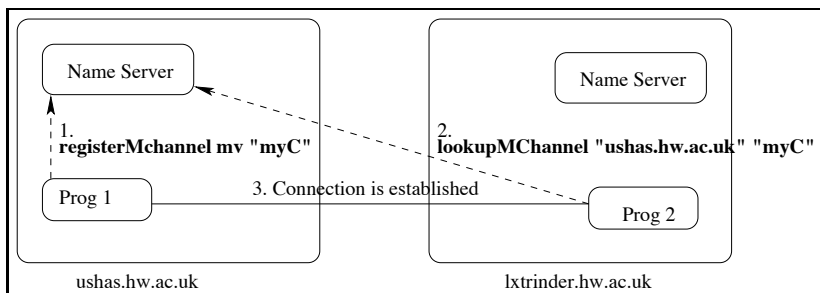 Name Server
Name Server
1.
registerMchannel mv "myC"
2.
lookupMChannel "ushas.hw.ac.uk" "myC"
3. Connection is established
Prog 1
Prog 2
ushas.hw.ac.uk
lxtrinder.hw.ac.uk